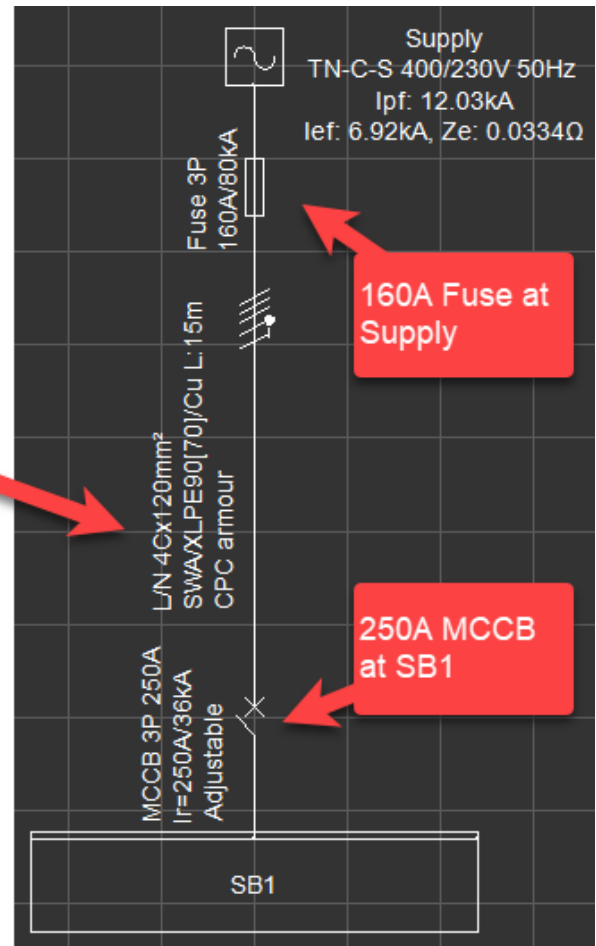 Supply
TN-C-S 400/230V 50Hz
Ipf: 12.03kA
Ief: 6.92kA, Ze: 0.0334Ω
Fuse 3P
160A/80kA
160A Fuse at
Supply
L/N 4Cx120mm²
SWA/XLPE90[70]/Cu L:15m
CPC armour
250A MCCB
at SB1
MCCB 3P 250A
Ir=250A/36kA
Adjustable
SB1